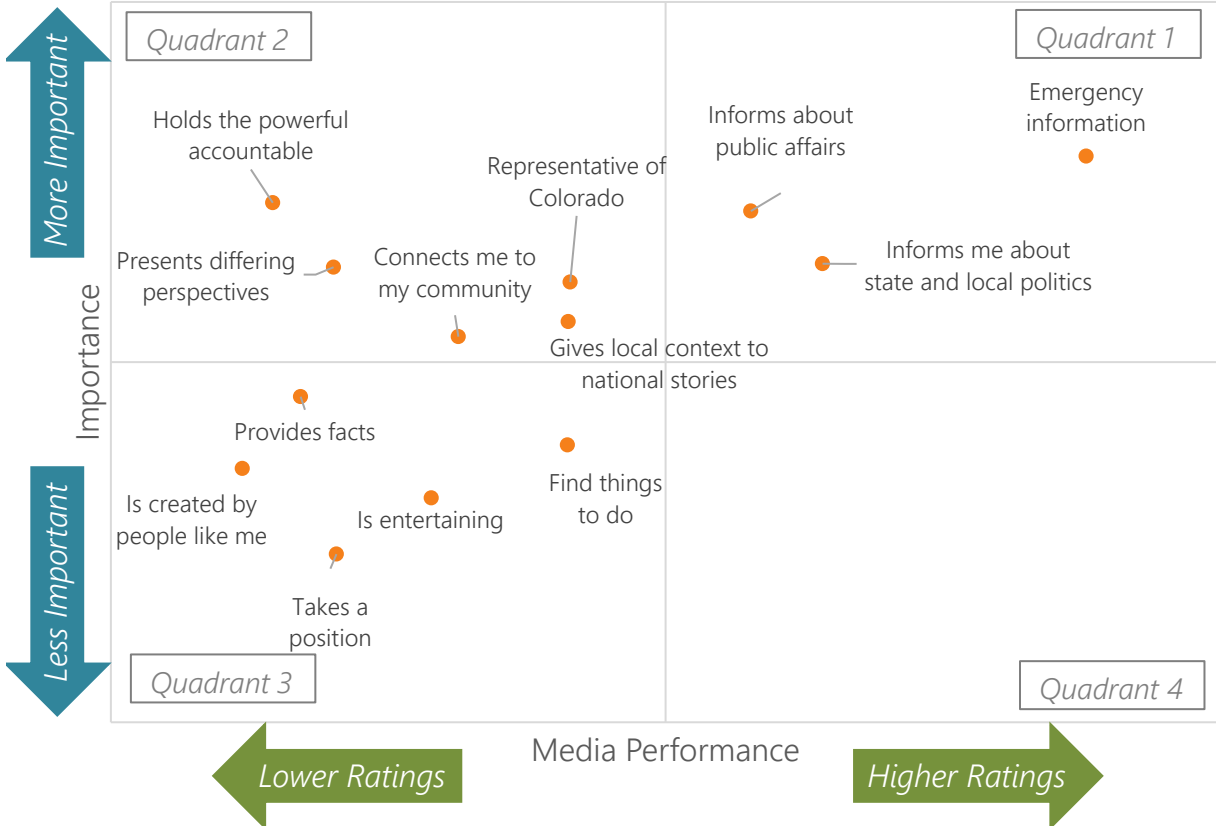 Quadrant 2
Quadrant 1
More Important
Importance
Less Important
Holds the powerful
accountable
Informs about
public affairs
Emergency
information
Representative of
Colorado
Presents differing
perspectives
Connects me to
my community
Informs me about
state and local politics
Gives local context to
national stories
Provides facts
Is created by
people like me
Is entertaining
Find things
to do
Takes a
position
Quadrant 3
Quadrant 4
Media Performance
Lower Ratings
Higher Ratings